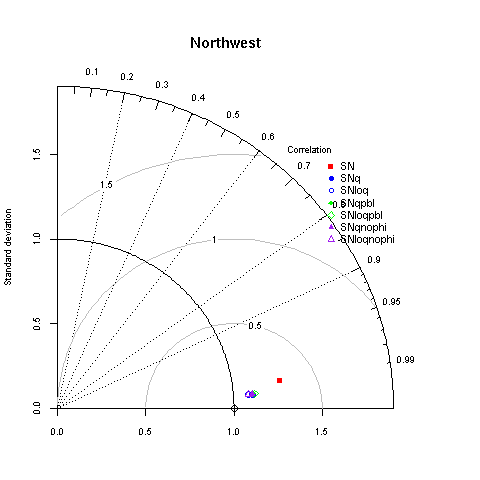 Northwest
0.1
0.2
0.3
0.4
0.5
0.6
0.7
0.8
0.9
0.95
0.99
Correlation
SN
SNq
SNloq
SNqpbl
SNloqpbl
SNqnophi
SNloqnophi
1.5
1
0.5
Standard deviation
1.5
1.0
0.5
0.0
0.0
0.5
1.0
1.5